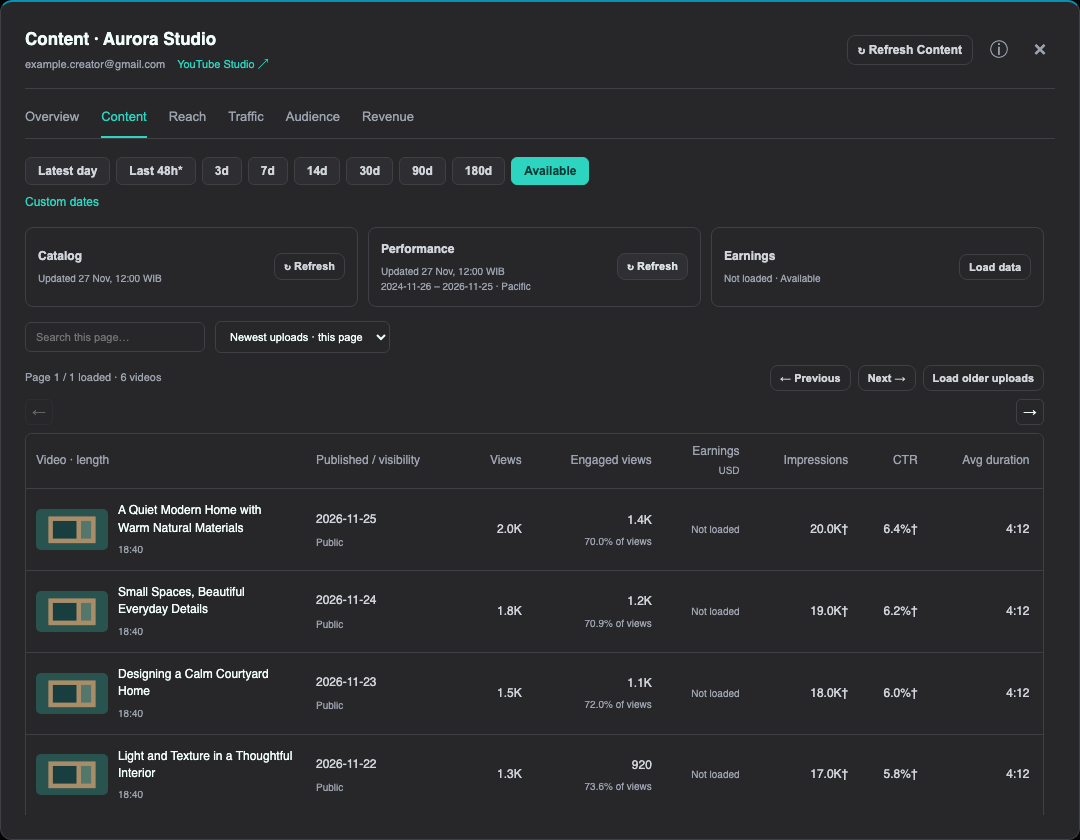 Content · Aurora Studio
example.creator@gmail.com YouTube Studio ↗
↻ Refresh Content ⓘ ✕
Overview Content Reach Traffic Audience Revenue
Latest day Last 48h* 3d 7d 14d 30d 90d 180d Available
Custom dates
Catalog
Updated 27 Nov, 12:00 WIB
↻ Refresh
Performance
Updated 27 Nov, 12:00 WIB
2024-11-26 – 2026-11-25 · Pacific
↻ Refresh
Earnings
Not loaded · Available
Load data
Search this page…
Newest uploads · this page
Page 1 / 1 loaded · 6 videos
← Previous Next → Load older uploads
← →
Video · length Published / visibility Views Engaged views Earnings USD Impressions CTR Avg duration
A Quiet Modern Home with
Warm Natural Materials
18:40
2026-11-25
Public
2.0K
1.4K
70.0% of views
Not loaded
20.0K†
6.4%†
4:12
Small Spaces, Beautiful
Everyday Details
18:40
2026-11-24
Public
1.8K
1.2K
70.9% of views
Not loaded
19.0K†
6.2%†
4:12
Designing a Calm Courtyard
Home
18:40
2026-11-23
Public
1.5K
1.1K
72.0% of views
Not loaded
18.0K†
6.0%†
4:12
Light and Texture in a Thoughtful
Interior
18:40
2026-11-22
Public
1.3K
920
73.6% of views
Not loaded
17.0K†
5.8%†
4:12